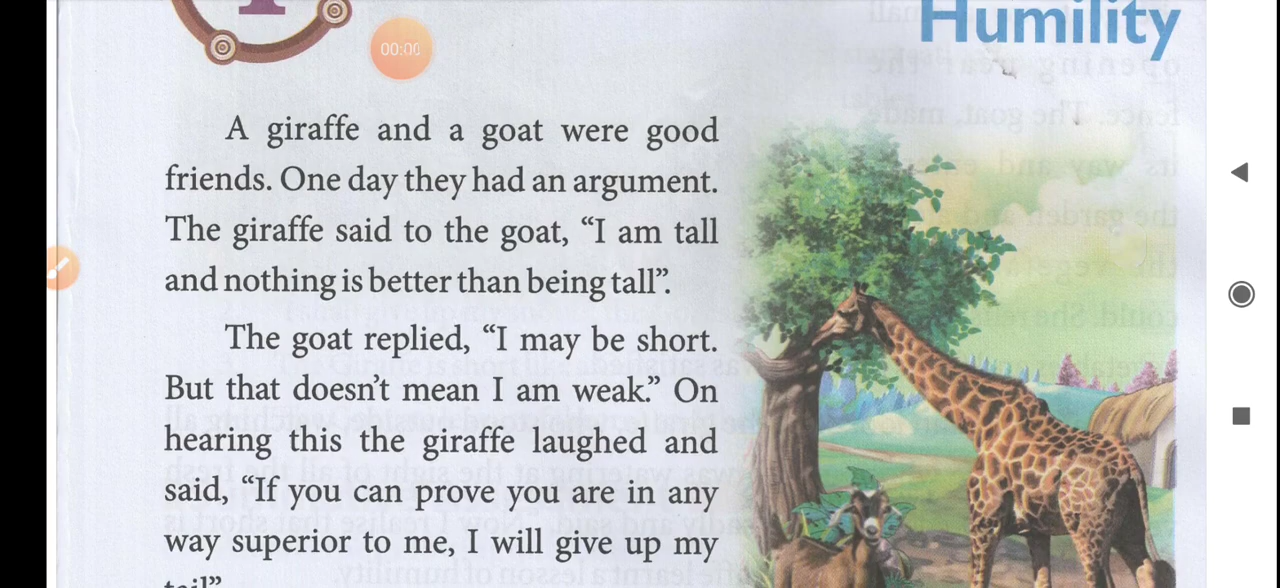 Humility
00:00
A giraffe and a goat were good
friends. One day they had an argument.
The giraffe said to the goat, “I am tall
and nothing is better than being tall”.
The goat replied, “I may be short.
But that doesn’t mean I am weak.” On
hearing this the giraffe laughed and
said, “If you can prove you are in any
way superior to me, I will give up my